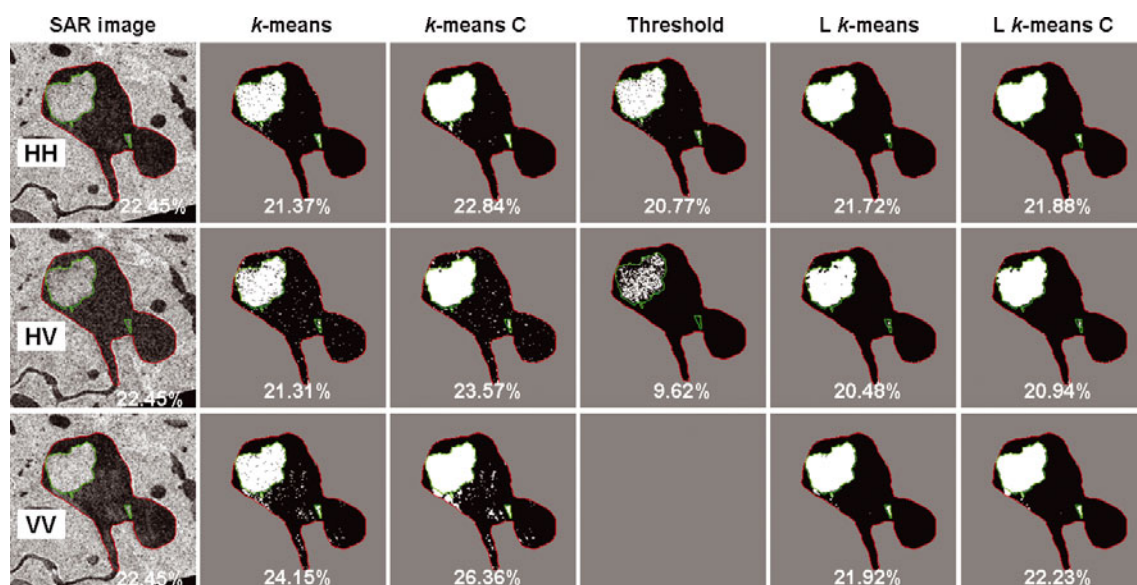 SAR image k-means k-means C Threshold L k-means L k-means C
HH
22.45% 21.37% 22.84% 20.77% 21.72% 21.88%
HV
22.45% 21.31% 23.57% 9.62% 20.48% 20.94%
VV
22.45% 24.15% 26.36% 21.92% 22.23%